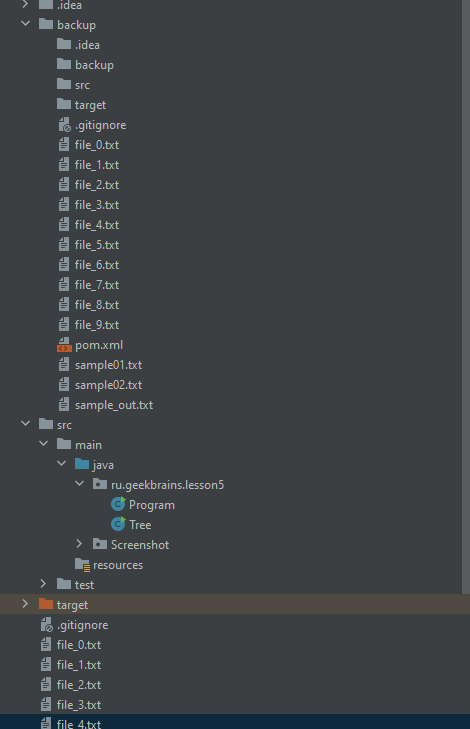 .idea
backup
.idea
backup
src
target
.gitignore
file_0.txt
file_1.txt
file_2.txt
file_3.txt
file_4.txt
file_5.txt
file_6.txt
file_7.txt
file_8.txt
file_9.txt
pom.xml
sample01.txt
sample02.txt
sample_out.txt
src
main
java
ru.geekbrains.lesson5
Program
Tree
Screenshot
resources
test
target
.gitignore
file_0.txt
file_1.txt
file_2.txt
file_3.txt
file_4.txt